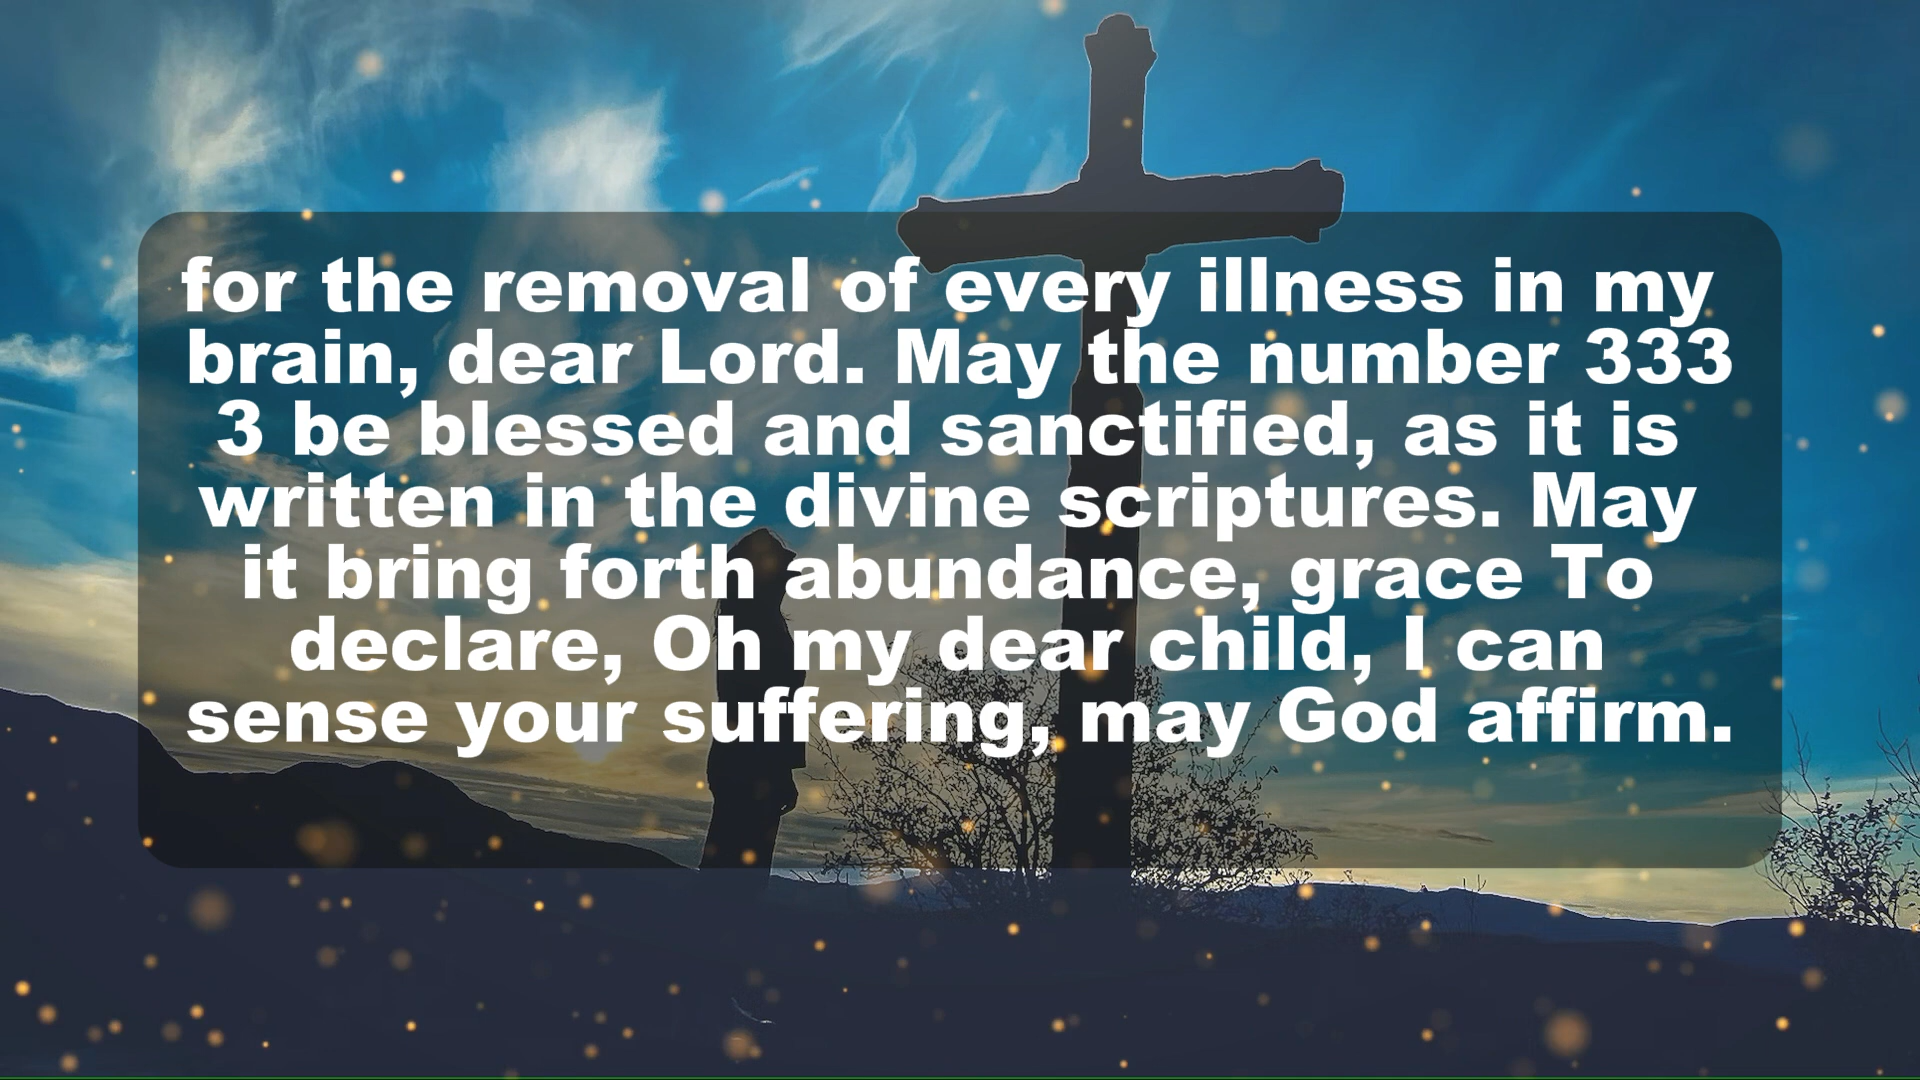 for the removal of every illness in my
brain, dear Lord. May the number 333
3 be blessed and sanctified, as it is
written in the divine scriptures. May
it bring forth abundance, grace To
declare, Oh my dear child, I can
sense your suffering, may God affirm.